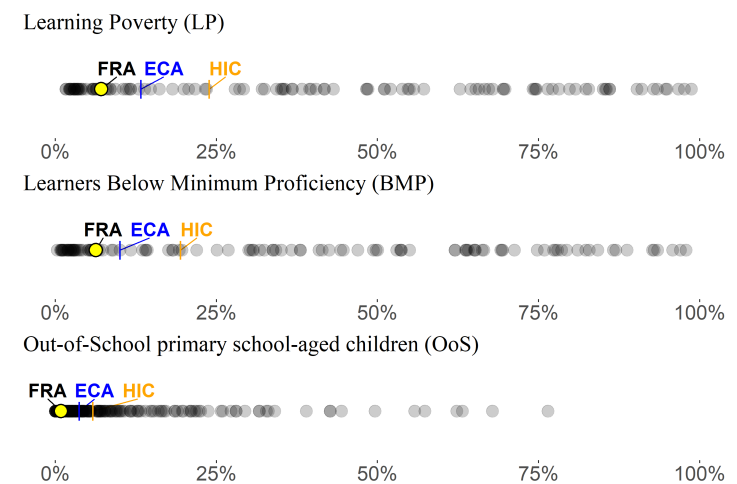 Learning Poverty (LP)
FRA ECA HIC
0% 25% 50% 75% 100%
Learners Below Minimum Proficiency (BMP)
FRA ECA HIC
0% 25% 50% 75% 100%
Out-of-School primary school-aged children (OoS)
FRA ECA HIC
0% 25% 50% 75% 100%